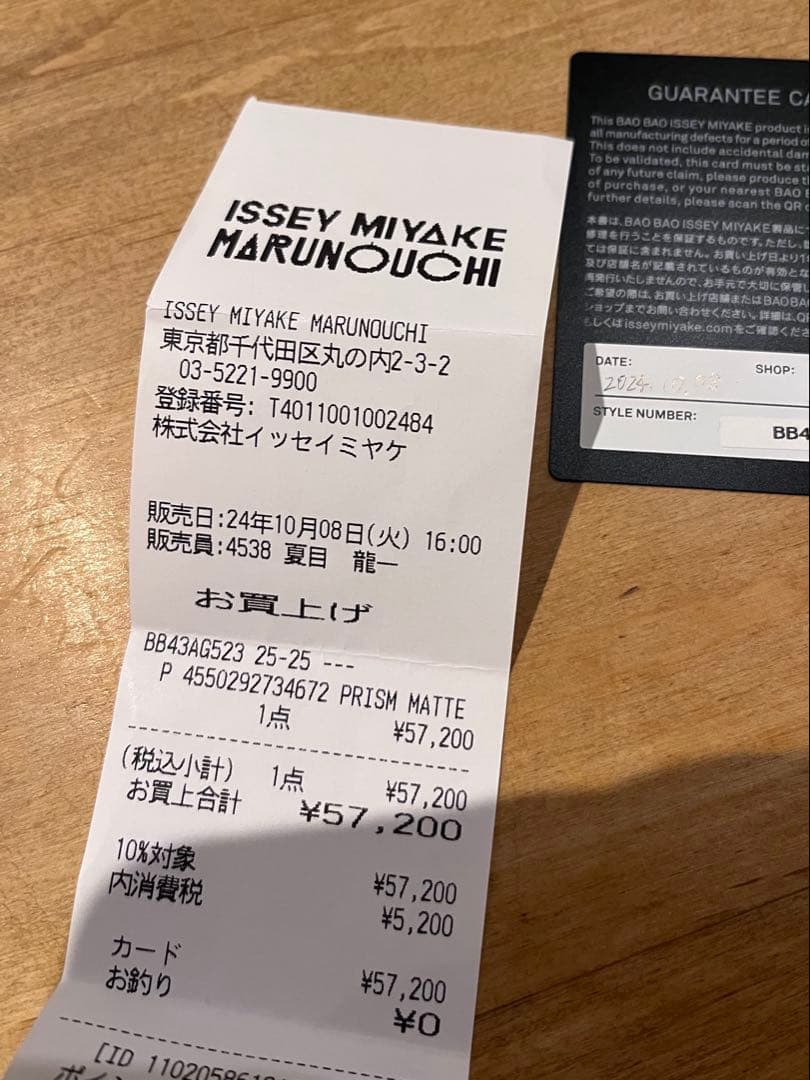 ISSEY MIYAKE
MARUNOUCHI
ISSEY MIYAKE MARUNOUCHI
東京都千代田区丸の内2-3-2
03-5221-9900
登録番号: T4011001002484
株式会社イッセイミヤケ
販売日:24年10月08日(火) 16:00
販売員:4538 夏目 龍一
お買上げ
BB43AG523 25-25 ---
P 4550292734672 PRISM MATTE
1点 ¥57,200
(税込小計) 1点 ¥57,200
お買上合計 ¥57,200
10%対象 ¥57,200
内消費税 ¥5,200
カード ¥57,200
お釣り ¥0
[ID 110205861
ポイン
GUARANTEE CA
This BAO BAO ISSEY MIYAKE product i
all manufacturing defects for a period o
This does not include accidental da
To be validated, this card must be st
of any future claim, please produce t
of purchase, or your nearest BAO B
further details, please scan the QR c
本書は、BAO BAO ISSEY MIYAKE製品に
修理を行うことを保証するものです。ただし、
ては保証に含まれません。お買い上げ日より1
及び店舗名が記載されているものが有効とな
再発行いたしませんので、お手元で大切に保管
ご希望の際は、お買い上げ店舗またはBAO BA
ショップまでお問い合わせください。詳細は、Q
もしくはisseymiyake.comをご確認くださ
DATE: SHOP:
2024.10.08
STYLE NUMBER:
BB4